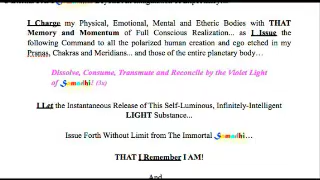 I Charge my Physical, Emotional, Mental and Etheric Bodies with THAT
Memory and Momentum of Full Conscious Realization... as I Issue the
following Command to all the polarized human creation and ego etched in my
Pranas, Chakras and Meridians... and those of the entire planetary body…
Dissolve, Consume, Transmute and Reconcile by the Violet Light
of Samadhi! (3x)
I Let the Instantaneous Release of This Self-Luminous, Infinitely-Intelligent
LIGHT Substance...
Issue Forth Without Limit from The Immortal Samadhi…
THAT I Remember I AM!
And